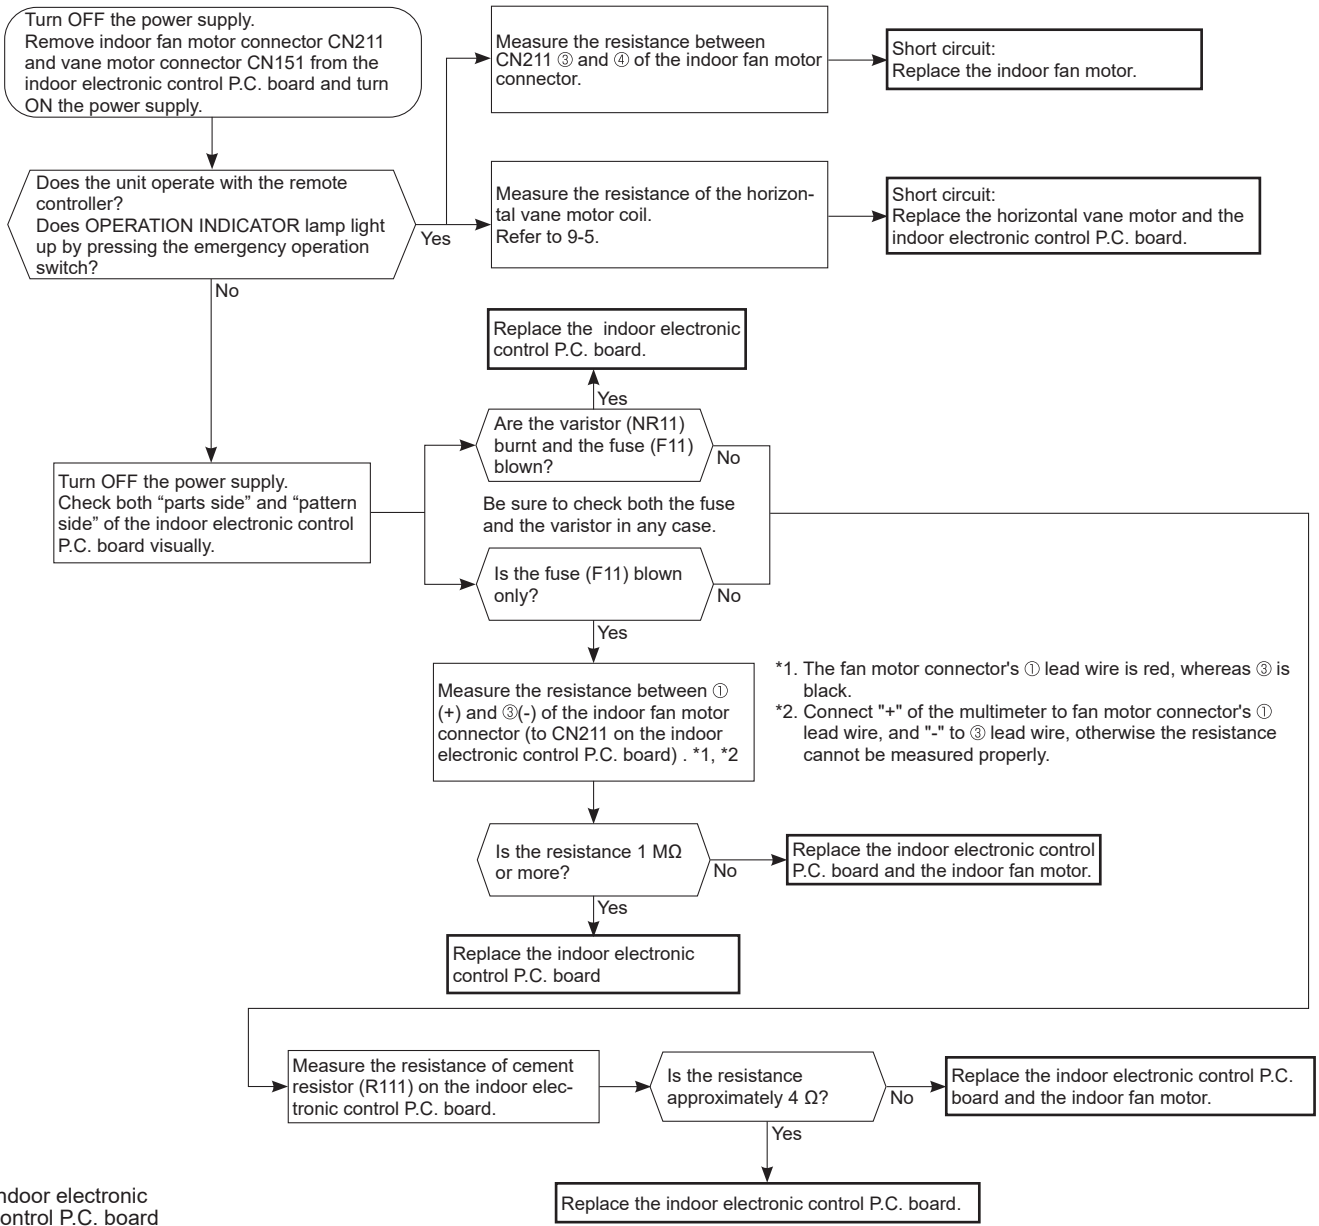 Turn OFF the power supply.
Remove indoor fan motor connector CN211
and vane motor connector CN151 from the
indoor electronic control P.C. board and turn
ON the power supply.
Measure the resistance between
CN211 ③ and ④ of the indoor fan motor
connector.
Short circuit:
Replace the indoor fan motor.
Does the unit operate with the remote
controller?
Does OPERATION INDICATOR lamp light
up by pressing the emergency operation
switch?
Yes
Measure the resistance of the horizon-
tal vane motor coil.
Refer to 9-5.
Short circuit:
Replace the horizontal vane motor and the
indoor electronic control P.C. board.
No
Replace the indoor electronic
control P.C. board.
Yes
Are the varistor (NR11)
burnt and the fuse (F11)
blown?
No
Turn OFF the power supply.
Check both “parts side” and “pattern
side” of the indoor electronic control
P.C. board visually.
Be sure to check both the fuse
and the varistor in any case.
Is the fuse (F11) blown
only?
No
Yes
Measure the resistance between ①
(+) and ③(-) of the indoor fan motor
connector (to CN211 on the indoor
electronic control P.C. board) . *1, *2
*1. The fan motor connector's ① lead wire is red, whereas ③ is
black.
*2. Connect "+" of the multimeter to fan motor connector's ①
lead wire, and "-" to ③ lead wire, otherwise the resistance
cannot be measured properly.
Is the resistance 1 MΩ
or more?
No
Replace the indoor electronic control
P.C. board and the indoor fan motor.
Yes
Replace the indoor electronic
control P.C. board
Measure the resistance of cement
resistor (R111) on the indoor elec-
tronic control P.C. board.
Is the resistance
approximately 4 Ω?
No
Replace the indoor electronic control P.C.
board and the indoor fan motor.
Yes
Replace the indoor electronic control P.C. board.
ndoor electronic
ontrol P.C. board